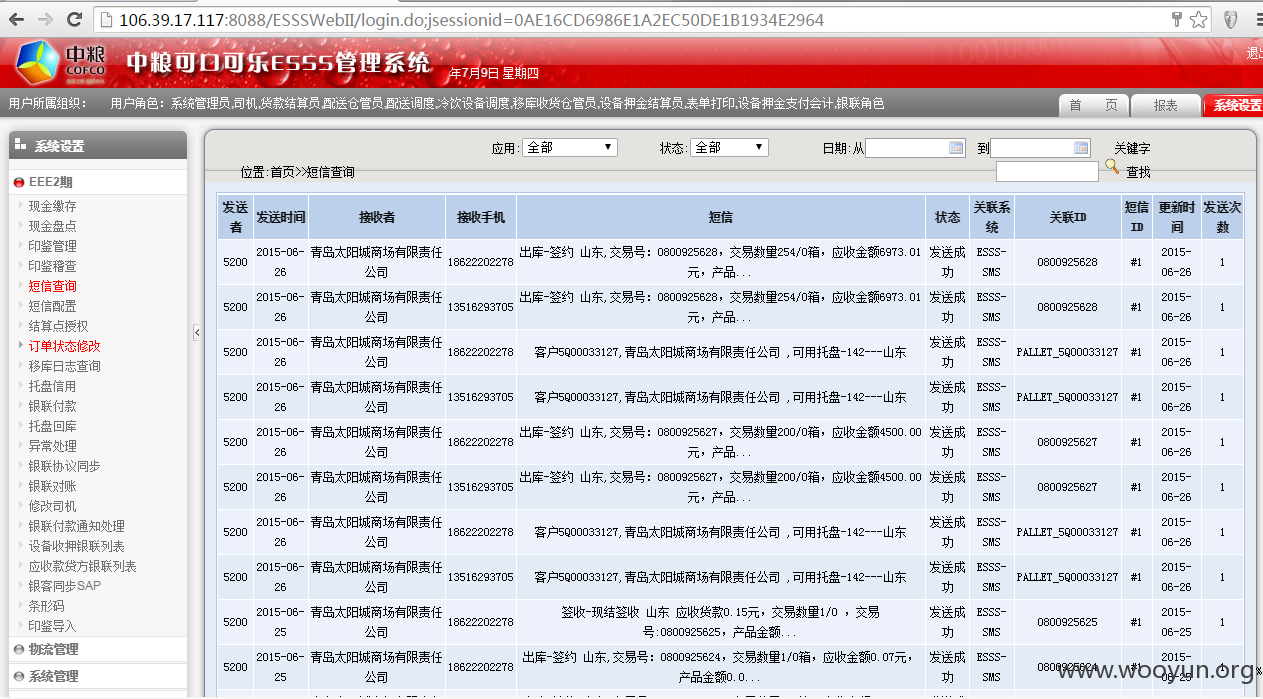 106.39.17.117:8088/ESSSWebII/login.do;jsessionid=0AE16CD6986E1A2EC50DE1B1934E2964
中粮 COFCO 中粮可口可乐ESSS管理系统 年7月9日 星期四 退出
用户所属组织: 用户角色: 系统管理员,司机,货款结算员,配送仓管员,配送调度,冷饮设备调度,移库收货仓管员,设备押金结算员,表单打印,设备押金支付会计,银联角色
首 页 报表 系统设置
系统设置
EEE2期
现金缴存
现金盘点
印鉴管理
印鉴稽查
短信查询
短信配置
结算点授权
订单状态修改
移库日志查询
托盘信用
银联付款
托盘回库
异常处理
银联协议同步
银联对账
修改司机
银联付款通知处理
设备收押银联列表
应收款贷方银联列表
银客同步SAP
条形码
印鉴导入
物流管理
系统管理
应用: 全部 状态: 全部 日期:从 到 关键字
位置:首页>>短信查询 查找
发送者 发送时间 接收者 接收手机 短信 状态 关联系统 关联ID 短信ID 更新时间 发送次数
5200 2015-06-26 青岛太阳城商场有限责任公司 18622202278 出库-签约 山东,交易号: 0800925628, 交易数量254/0箱, 应收金额6973.01元, 产品... 发送成功 ESSS-SMS 0800925628 #1 2015-06-26 1
5200 2015-06-26 青岛太阳城商场有限责任公司 13516293705 出库-签约 山东,交易号: 0800925628, 交易数量254/0箱, 应收金额6973.01元, 产品... 发送成功 ESSS-SMS 0800925628 #1 2015-06-26 1
5200 2015-06-26 青岛太阳城商场有限责任公司 18622202278 客户5Q00033127,青岛太阳城商场有限责任公司 ,可用托盘-142---山东 发送成功 ESSS-SMS PALLET_5Q00033127 #1 2015-06-26 1
5200 2015-06-26 青岛太阳城商场有限责任公司 13516293705 客户5Q00033127,青岛太阳城商场有限责任公司 ,可用托盘-142---山东 发送成功 ESSS-SMS PALLET_5Q00033127 #1 2015-06-26 1
5200 2015-06-26 青岛太阳城商场有限责任公司 18622202278 出库-签约 山东,交易号: 0800925627, 交易数量200/0箱, 应收金额4500.00元, 产品... 发送成功 ESSS-SMS 0800925627 #1 2015-06-26 1
5200 2015-06-26 青岛太阳城商场有限责任公司 13516293705 出库-签约 山东,交易号: 0800925627, 交易数量200/0箱, 应收金额4500.00元, 产品... 发送成功 ESSS-SMS 0800925627 #1 2015-06-26 1
5200 2015-06-26 青岛太阳城商场有限责任公司 18622202278 客户5Q00033127,青岛太阳城商场有限责任公司 ,可用托盘-142---山东 发送成功 ESSS-SMS PALLET_5Q00033127 #1 2015-06-26 1
5200 2015-06-26 青岛太阳城商场有限责任公司 13516293705 客户5Q00033127,青岛太阳城商场有限责任公司 ,可用托盘-142---山东 发送成功 ESSS-SMS PALLET_5Q00033127 #1 2015-06-26 1
5200 2015-06-25 青岛太阳城商场有限责任公司 18622202278 签收-现结签收 山东 应收货款0.15元, 交易数量1/0 , 交易号:0800925625, 产品金额... 发送成功 ESSS-SMS 0800925625 #1 2015-06-25 1
5200 2015-06-25 青岛太阳城商场有限责任公司 18622202278 出库-签约 山东,交易号: 0800925624, 交易数量1/0箱, 应收金额0.07元, 产品金额0.0... 发送成功 ESSS-SMS 0800925624 #1 2015-06-25 1
www.wooyun.org